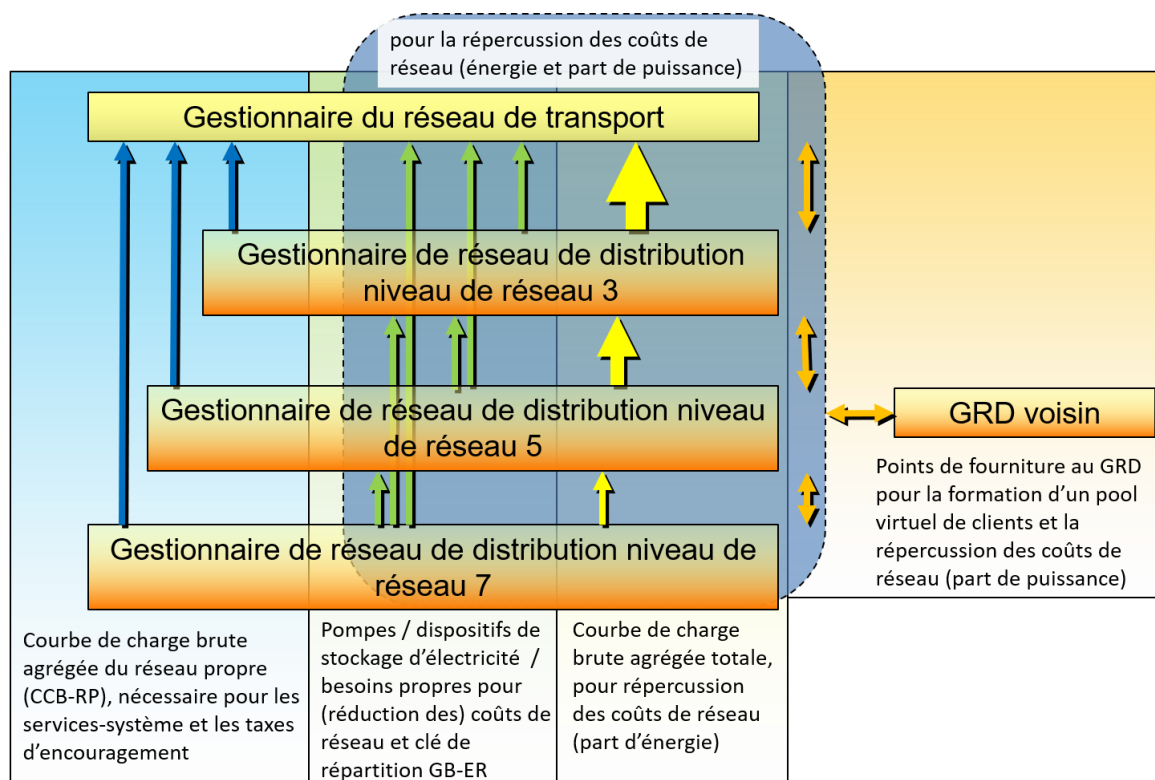 pour la répercussion des coûts de
réseau (énergie et part de puissance)
Gestionnaire du réseau de transport
Gestionnaire de réseau de distribution
niveau de réseau 3
Gestionnaire de réseau de distribution niveau
de réseau 5
GRD voisin
Points de fourniture au GRD
pour la formation d’un pool
virtuel de clients et la
répercussion des coûts de
réseau (part de puissance)
Gestionnaire de réseau de distribution niveau de
réseau 7
Courbe de charge brute
agrégée du réseau propre
(CCB-RP), nécessaire pour les
services-système et les taxes
d’encouragement
Pompes / dispositifs de
stockage d’électricité /
besoins propres pour
(réduction des) coûts de
réseau et clé de
répartition GB-ER
Courbe de charge
brute agrégée totale,
pour répercussion
des coûts de réseau
(part d’énergie)